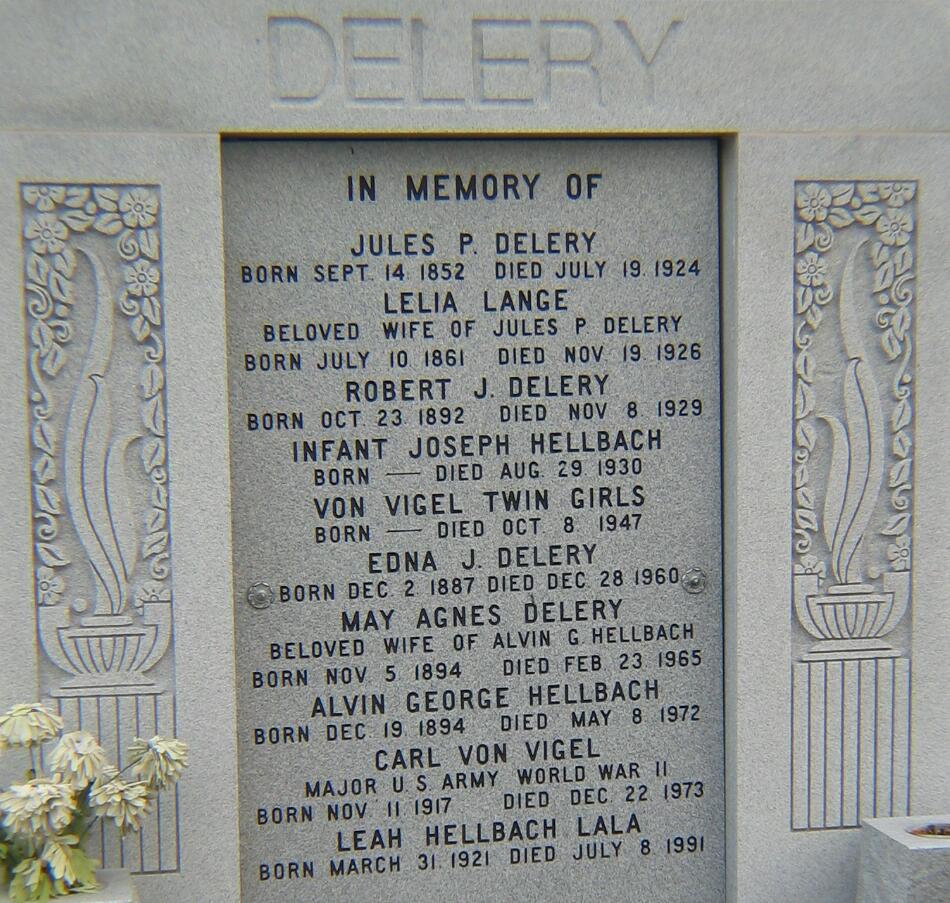 DELERY
IN MEMORY OF
JULES P. DELERY
BORN SEPT. 14. 1852 DIED JULY 19. 1924
LELIA LANGE
BELOVED WIFE OF JULES P. DELERY
BORN JULY 10. 1861 DIED NOV. 19. 1926
ROBERT J. DELERY
BORN OCT. 23. 1892 DIED NOV. 8. 1929
INFANT JOSEPH HELLBACH
BORN — DIED AUG. 29. 1930
VON VIGEL TWIN GIRLS
BORN — DIED OCT. 8. 1947
EDNA J. DELERY
BORN DEC. 2. 1887 DIED DEC. 28 1960
MAY AGNES DELERY
BELOVED WIFE OF ALVIN G. HELLBACH
BORN NOV. 5 1894 DIED FEB. 23. 1965
ALVIN GEORGE HELLBACH
BORN DEC. 19. 1894 DIED MAY 8 1972
CARL VON VIGEL
MAJOR U S ARMY WORLD WAR II
BORN NOV. 11 1917 DIED DEC. 22 1973
LEAH HELLBACH LALA
BORN MARCH 31. 1921 DIED JULY 8 1991